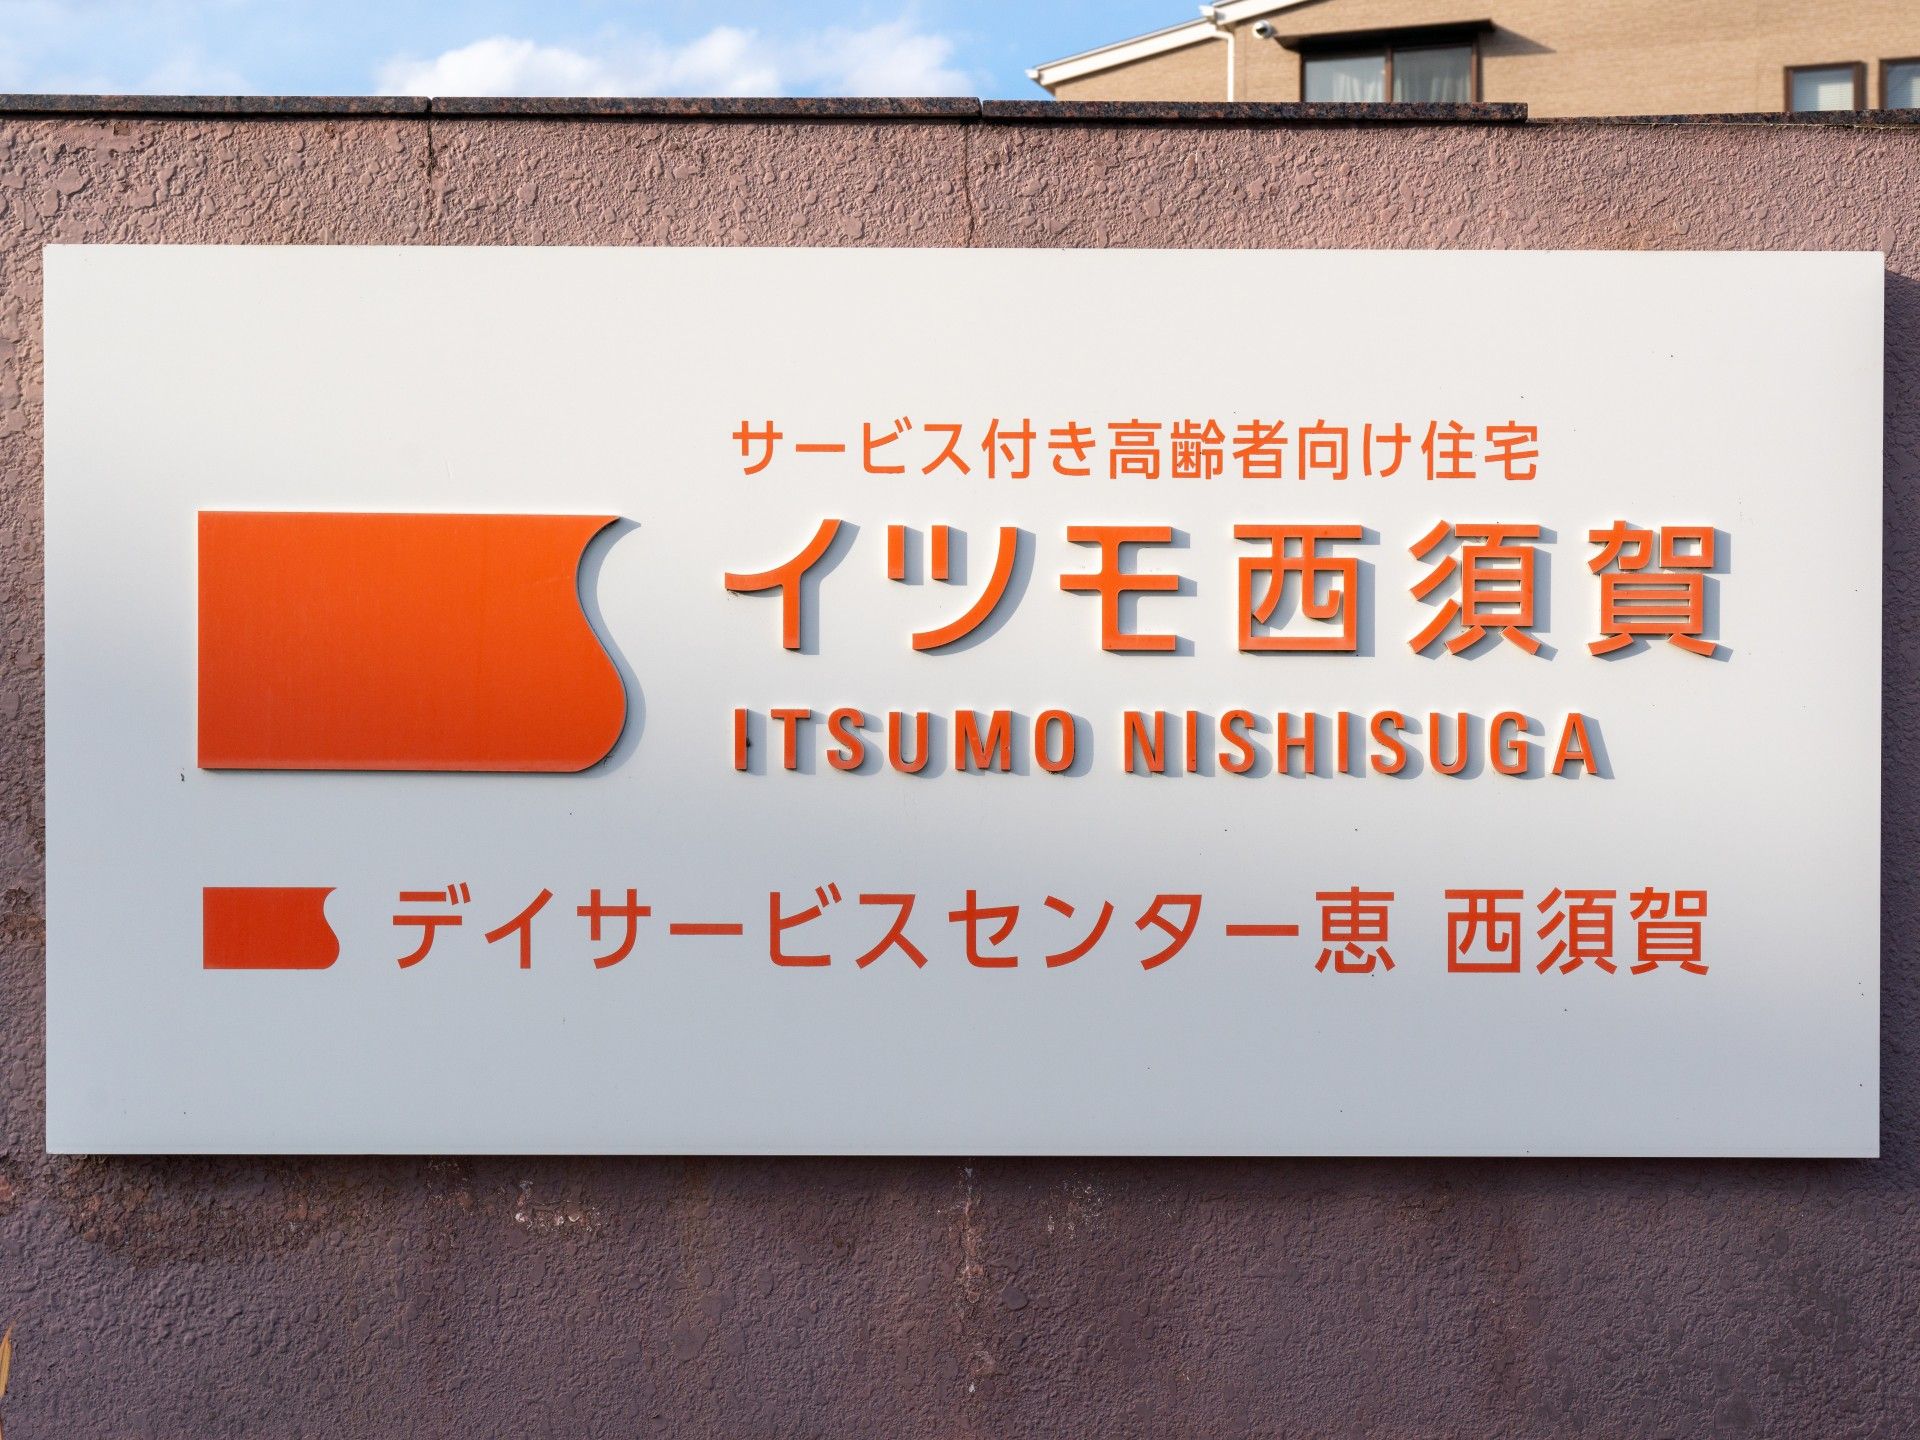 サービス付き高齢者向け住宅
イツモ西須賀
ITSUMO NISHISUGA
デイサービスセンター恵 西須賀